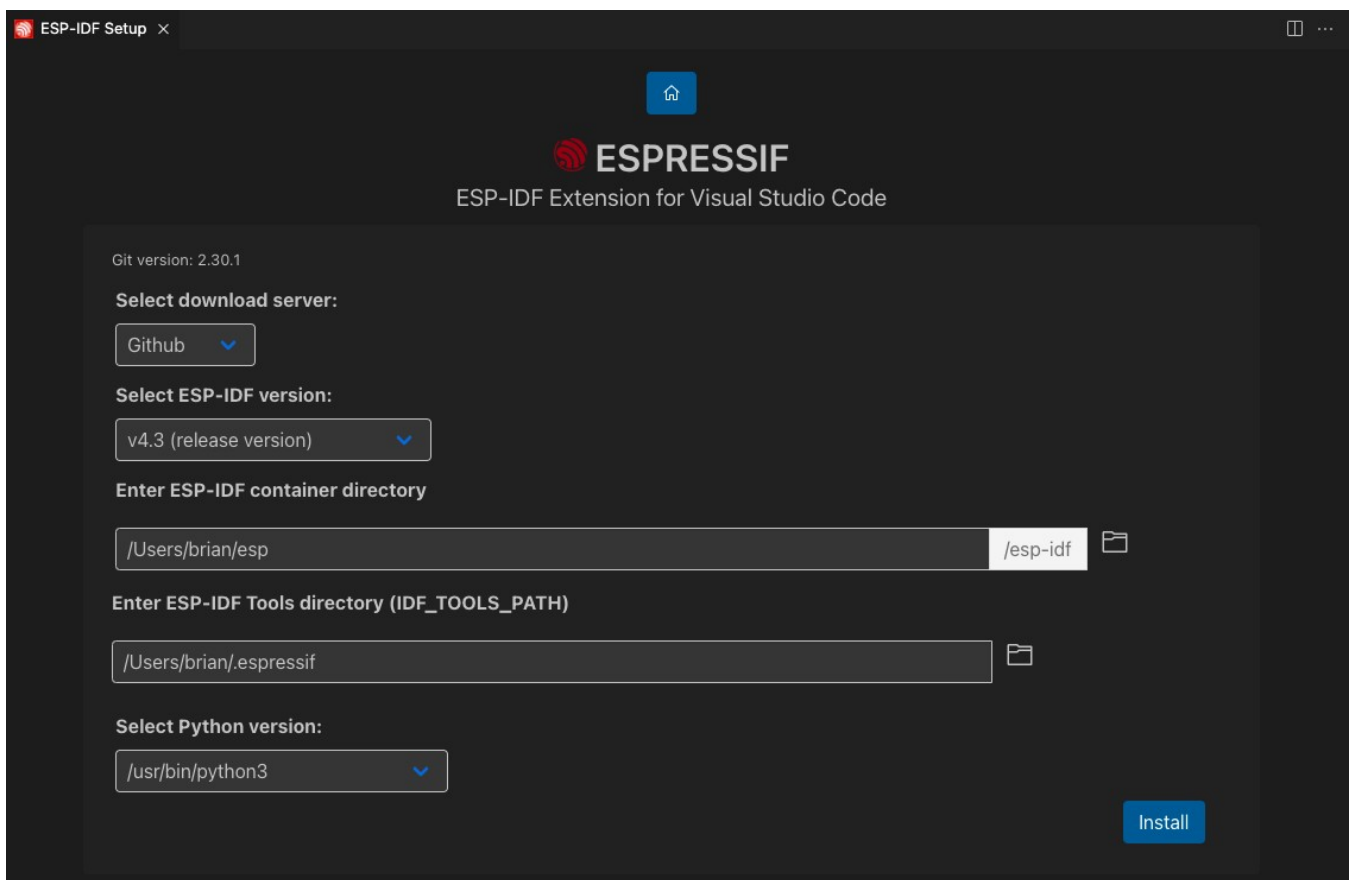 ESP-IDF Setup
ESPRESSIF
ESP-IDF Extension for Visual Studio Code
Git version: 2.30.1
Select download server:
Github
Select ESP-IDF version:
v4.3 (release version)
Enter ESP-IDF container directory
/Users/brian/esp /esp-idf
Enter ESP-IDF Tools directory (IDF_TOOLS_PATH)
/Users/brian/.espressif
Select Python version:
/usr/bin/python3
Install